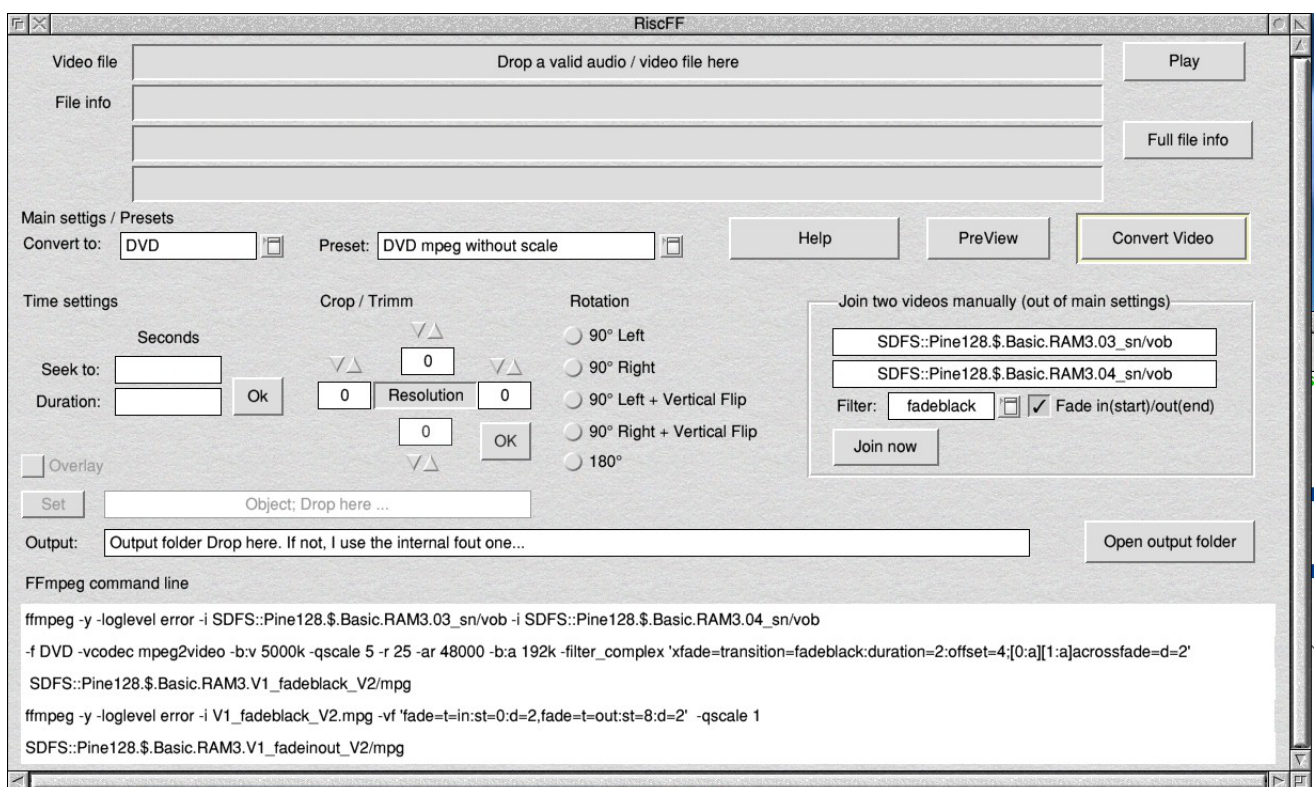 RiscFF
Video file
Drop a valid audio / video file here
Play
File info
Full file info
Main settigs / Presets
Convert to: DVD
Preset: DVD mpeg without scale
Help
PreView
Convert Video
Time settings
Seconds
Seek to:
Duration:
Ok
Crop / Trimm
0
0
Resolution
0
0
OK
Rotation
90° Left
90° Right
90° Left + Vertical Flip
90° Right + Vertical Flip
180°
Join two videos manually (out of main settings)
SDFS::Pine128.$.Basic.RAM3.03_sn/vob
SDFS::Pine128.$.Basic.RAM3.04_sn/vob
Filter: fadeblack
Fade in(start)/out(end)
Join now
Overlay
Set
Object; Drop here ...
Output:
Output folder Drop here. If not, I use the internal fout one...
Open output folder
FFmpeg command line
ffmpeg -y -loglevel error -i SDFS::Pine128.$.Basic.RAM3.03_sn/vob -i SDFS::Pine128.$.Basic.RAM3.04_sn/vob
-f DVD -vcodec mpeg2video -b:v 5000k -qscale 5 -r 25 -ar 48000 -b:a 192k -filter_complex 'xfade=transition=fadeblack:duration=2:offset=4;[0:a][1:a]acrossfade=d=2'
SDFS::Pine128.$.Basic.RAM3.V1_fadeblack_V2/mpg
ffmpeg -y -loglevel error -i V1_fadeblack_V2.mpg -vf 'fade=t=in:st=0:d=2,fade=t=out:st=8:d=2' -qscale 1
SDFS::Pine128.$.Basic.RAM3.V1_fadeinout_V2/mpg